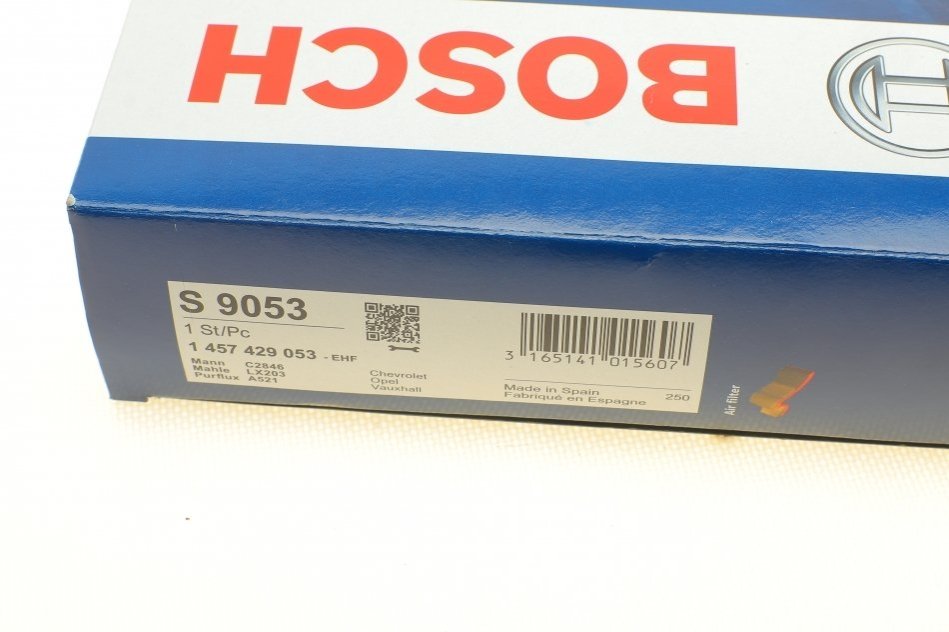 BOSCH
S 9053
1 St/Pc
1 457 429 053 - EHF
Mann C2846
Mahle LX203
Purflux A521
Chevrolet
Opel
Vauxhall
3 165141 015607
Made in Spain
Fabriqué en Espagne 250
Air filter